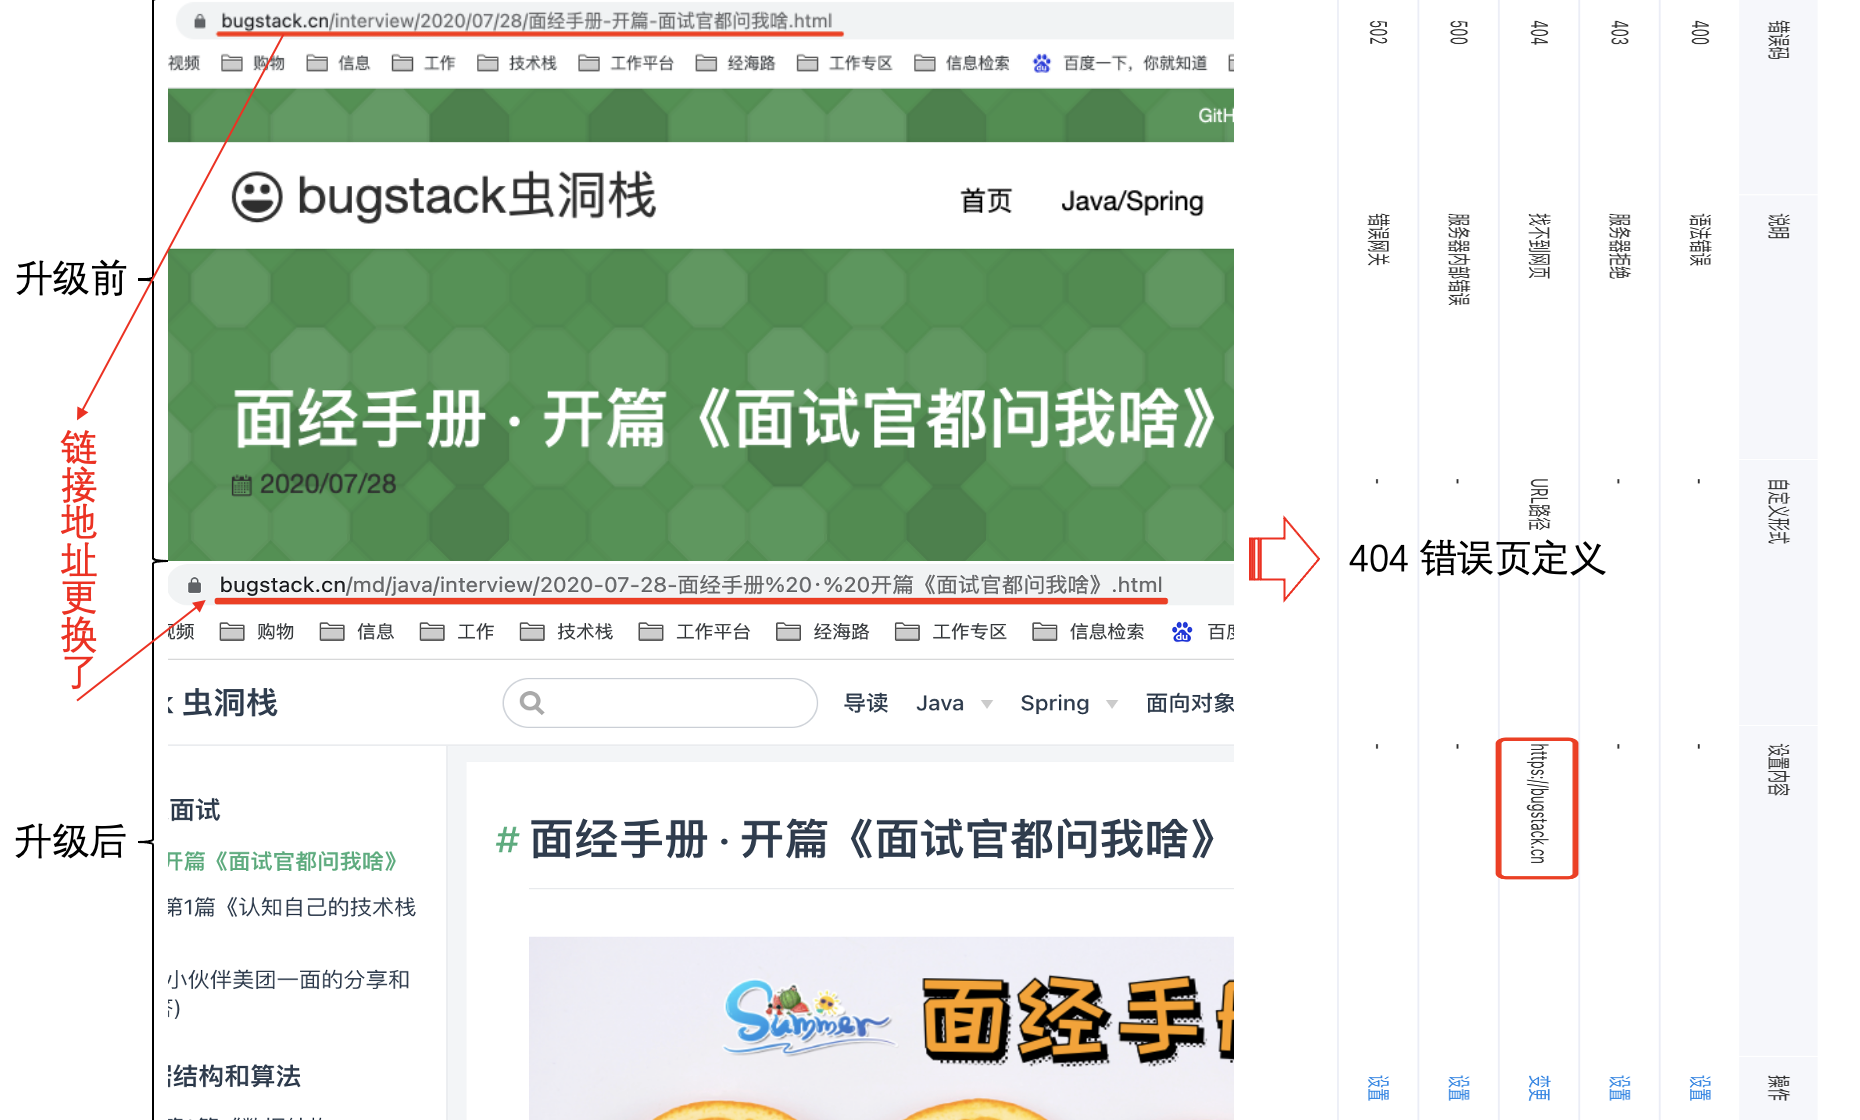 bugstack.cn/interview/2020/07/28/面经手册-开篇-面试官都问我啥.html
视频 购物 信息 工作 技术栈 工作平台 经海路 工作专区 信息检索 百度一下，你就知道
GitH
bugstack虫洞栈 首页 Java/Spring
升级前
面经手册 · 开篇《面试官都问我啥》
2020/07/28
链接地址更换了
bugstack.cn/md/java/interview/2020-07-28-面经手册%20·%20开篇《面试官都问我啥》.html
视频 购物 信息 工作 技术栈 工作平台 经海路 工作专区 信息检索 百度
虫洞栈 导读 Java Spring 面向对象
升级后
面试
开篇《面试官都问我啥》
第1篇《认知自己的技术栈
小伙伴美团一面的分享和
结构和算法
# 面经手册 · 开篇《面试官都问我啥》
Summer 面经手册
404 错误页定义
错误码 说明 自定义形式 设置内容 操作
400 语法错误 - - 设置
403 服务器拒绝 - - 设置
404 找不到网页 URL路径 https://bugstack.cn 变更
500 服务器内部错误 - - 设置
502 错误网关 - - 设置